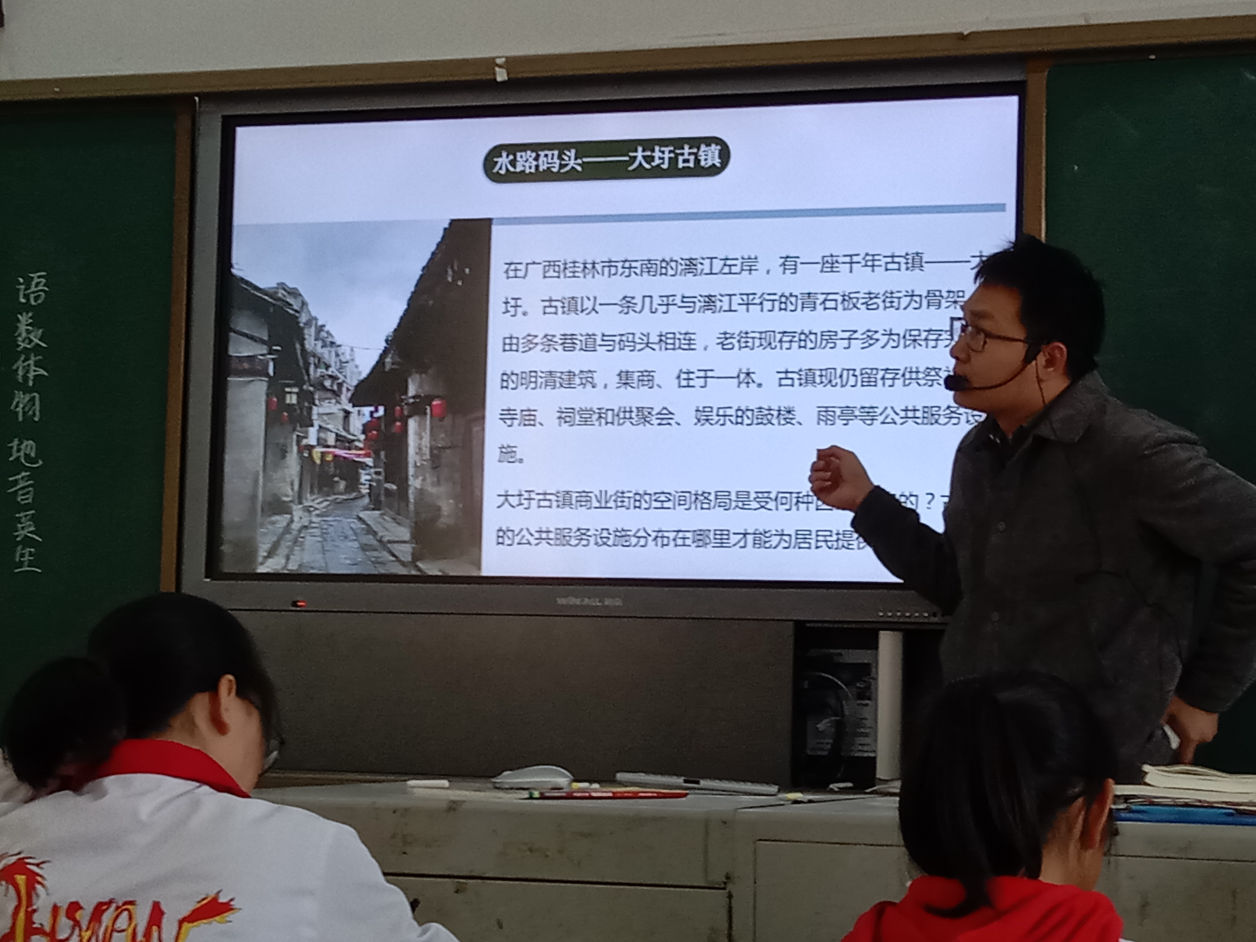 水路码头——大圩古镇
在广西桂林市东南的漓江左岸，有一座千年古镇——大
圩。古镇以一条几乎与漓江平行的青石板老街为骨架
由多条巷道与码头相连，老街现存的房子多为保存
的明清建筑，集商、住于一体。古镇现仍留存供祭
寺庙、祠堂和供聚会、娱乐的鼓楼、雨亭等公共服务设
施。
大圩古镇商业街的空间格局是受何种 的？
的公共服务设施分布在哪里才能为居民提
语数体物地音英生